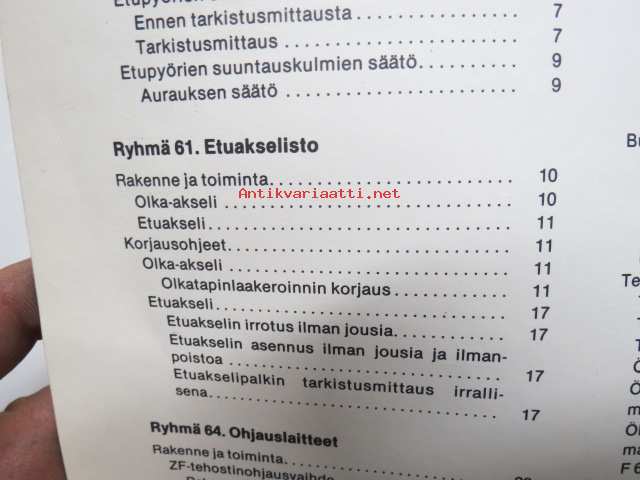 Ennen tarkistusmittausta . . . . . . . . . . . . . . . 7
Tarkistusmittaus . . . . . . . . . . . . . . . . . . . . 7
Etupyörien suuntauskulmien säätö. . . . . . . . . . . 9
Aurauksen säätö . . . . . . . . . . . . . . . . . . . 9
Ryhmä 61. Etuakselisto
Rakenne ja toiminta. . . . . . . . . . . . . . . . . . 10
Antikvariaatti.net
Olka-akseli . . . . . . . . . . . . . . . . . . . . . 10
Etuakseli . . . . . . . . . . . . . . . . . . . . . . 11
Korjausohjeet. . . . . . . . . . . . . . . . . . . . . 11
Olka-akseli . . . . . . . . . . . . . . . . . . . . . 11
Olkatapinlaakeroinnin korjaus . . . . . . . . . . . . 11
Etuakseli . . . . . . . . . . . . . . . . . . . . . . 17
Etuakselin irrotus ilman jousia. . . . . . . . . . . . 17
Etuakselin asennus ilman jousia ja ilman-
poistoa . . . . . . . . . . . . . . . . . . . . . . . 17
Etuakselipalkin tarkistusmittaus irralli-
sena. . . . . . . . . . . . . . . . . . . . . . . . . 17
Ryhmä 64. Ohjauslaitteet
Rakenne ja toiminta. . . . . . . . . . . . . . . . . .
ZF-tehostinohjausvaihde